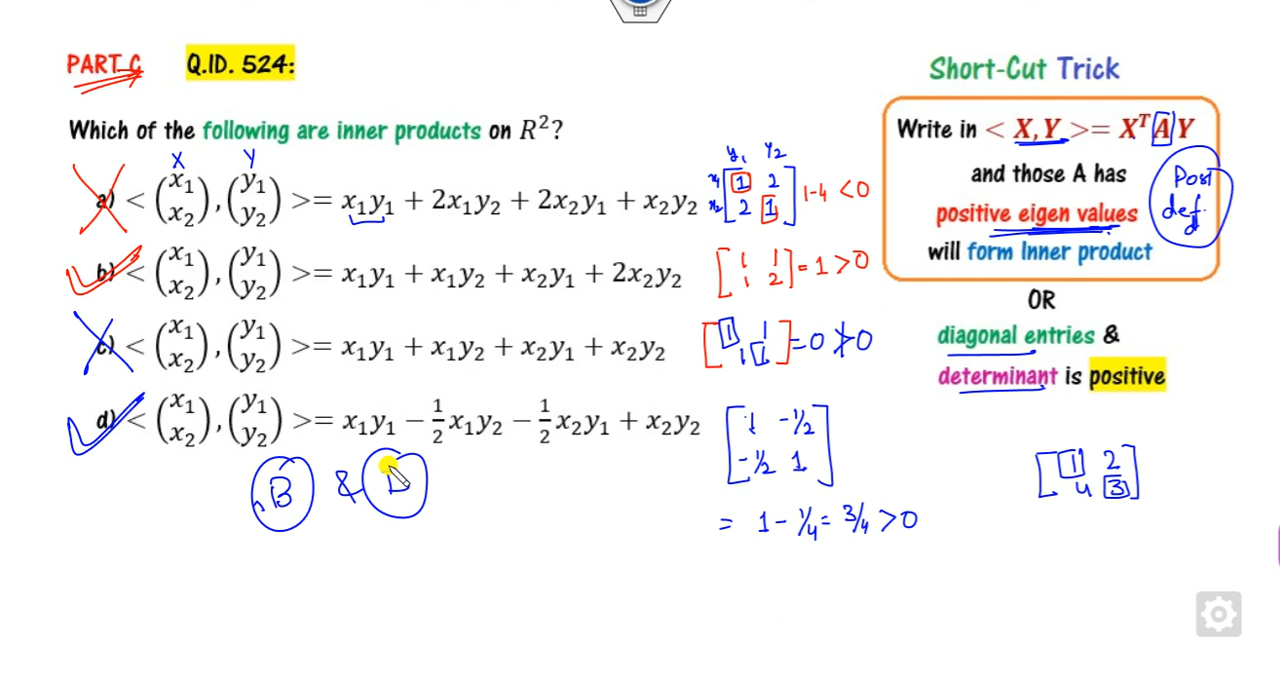 PART C Q.ID. 524:
Short-Cut Trick
Which of the following are inner products on R²?
Write in < X, Y >= XᵀAY
and those A has
positive eigen values
will form Inner product
Post
def.
X Y
a) < (x₁ x₂), (y₁ y₂) >= x₁y₁ + 2x₁y₂ + 2x₂y₁ + x₂y₂
y₁ y₂
x₁ [1 2
x₂ 2 1] 1-4 <0
b) < (x₁ x₂), (y₁ y₂) >= x₁y₁ + x₁y₂ + x₂y₁ + 2x₂y₂
[1 1
1 2] = 1 >0
OR
diagonal entries &
determinant is positive
c) < (x₁ x₂), (y₁ y₂) >= x₁y₁ + x₁y₂ + x₂y₁ + x₂y₂
[1 1
1 1] = 0 ≯0
d) < (x₁ x₂), (y₁ y₂) >= x₁y₁ − 1/2 x₁y₂ − 1/2 x₂y₁ + x₂y₂
[1 -1/2
-1/2 1]
= 1 - 1/4 = 3/4 >0
B & D
[1 2
4 3]